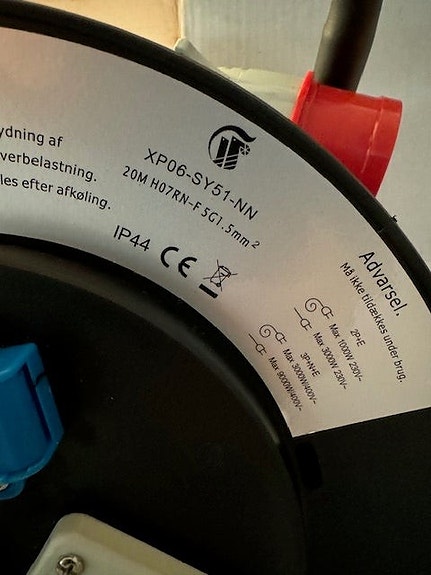 ydning af
verbelastning.
les efter afkøling.
XP06-SY51-NN
20M H07RN-F 5G1.5mm²
IP44 CE
Advarsel.
Må ikke tildækkes under brug.
2P+E
Max 1000W 230V~
Max 3000W 230V~
3P+N+E
Max 3000W/400V~
Max 9000W/400V~